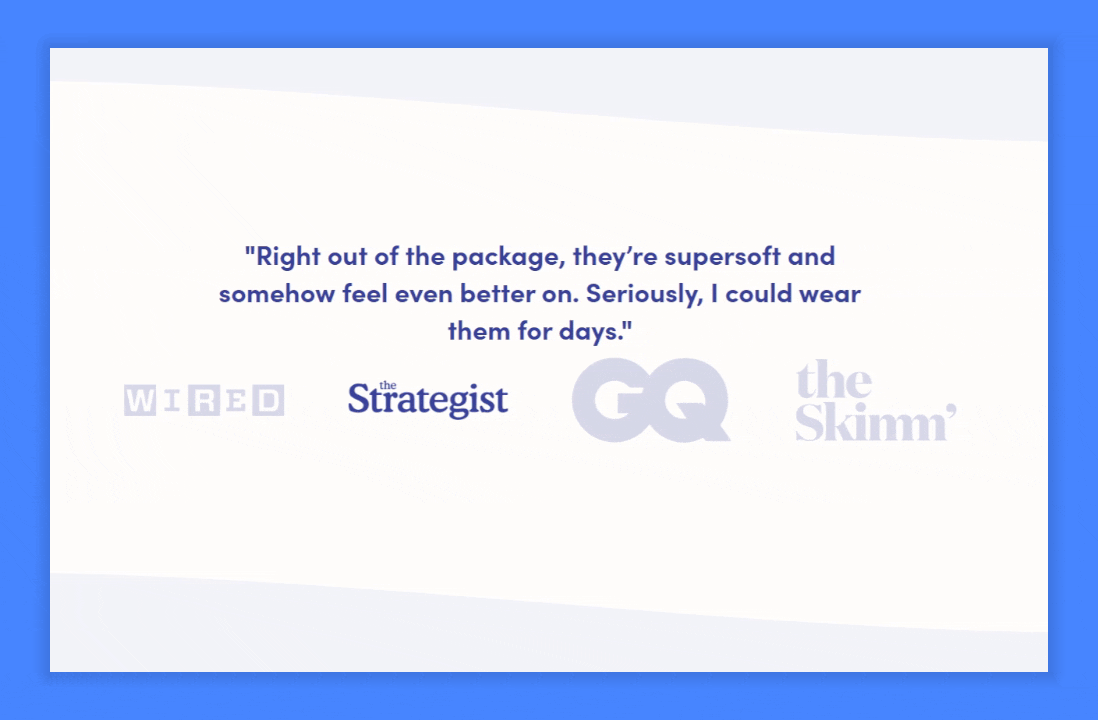 "Right out of the package, they’re supersoft and
somehow feel even better on. Seriously, I could wear
them for days."
WIRED
the Strategist
GQ
the
Skimm’